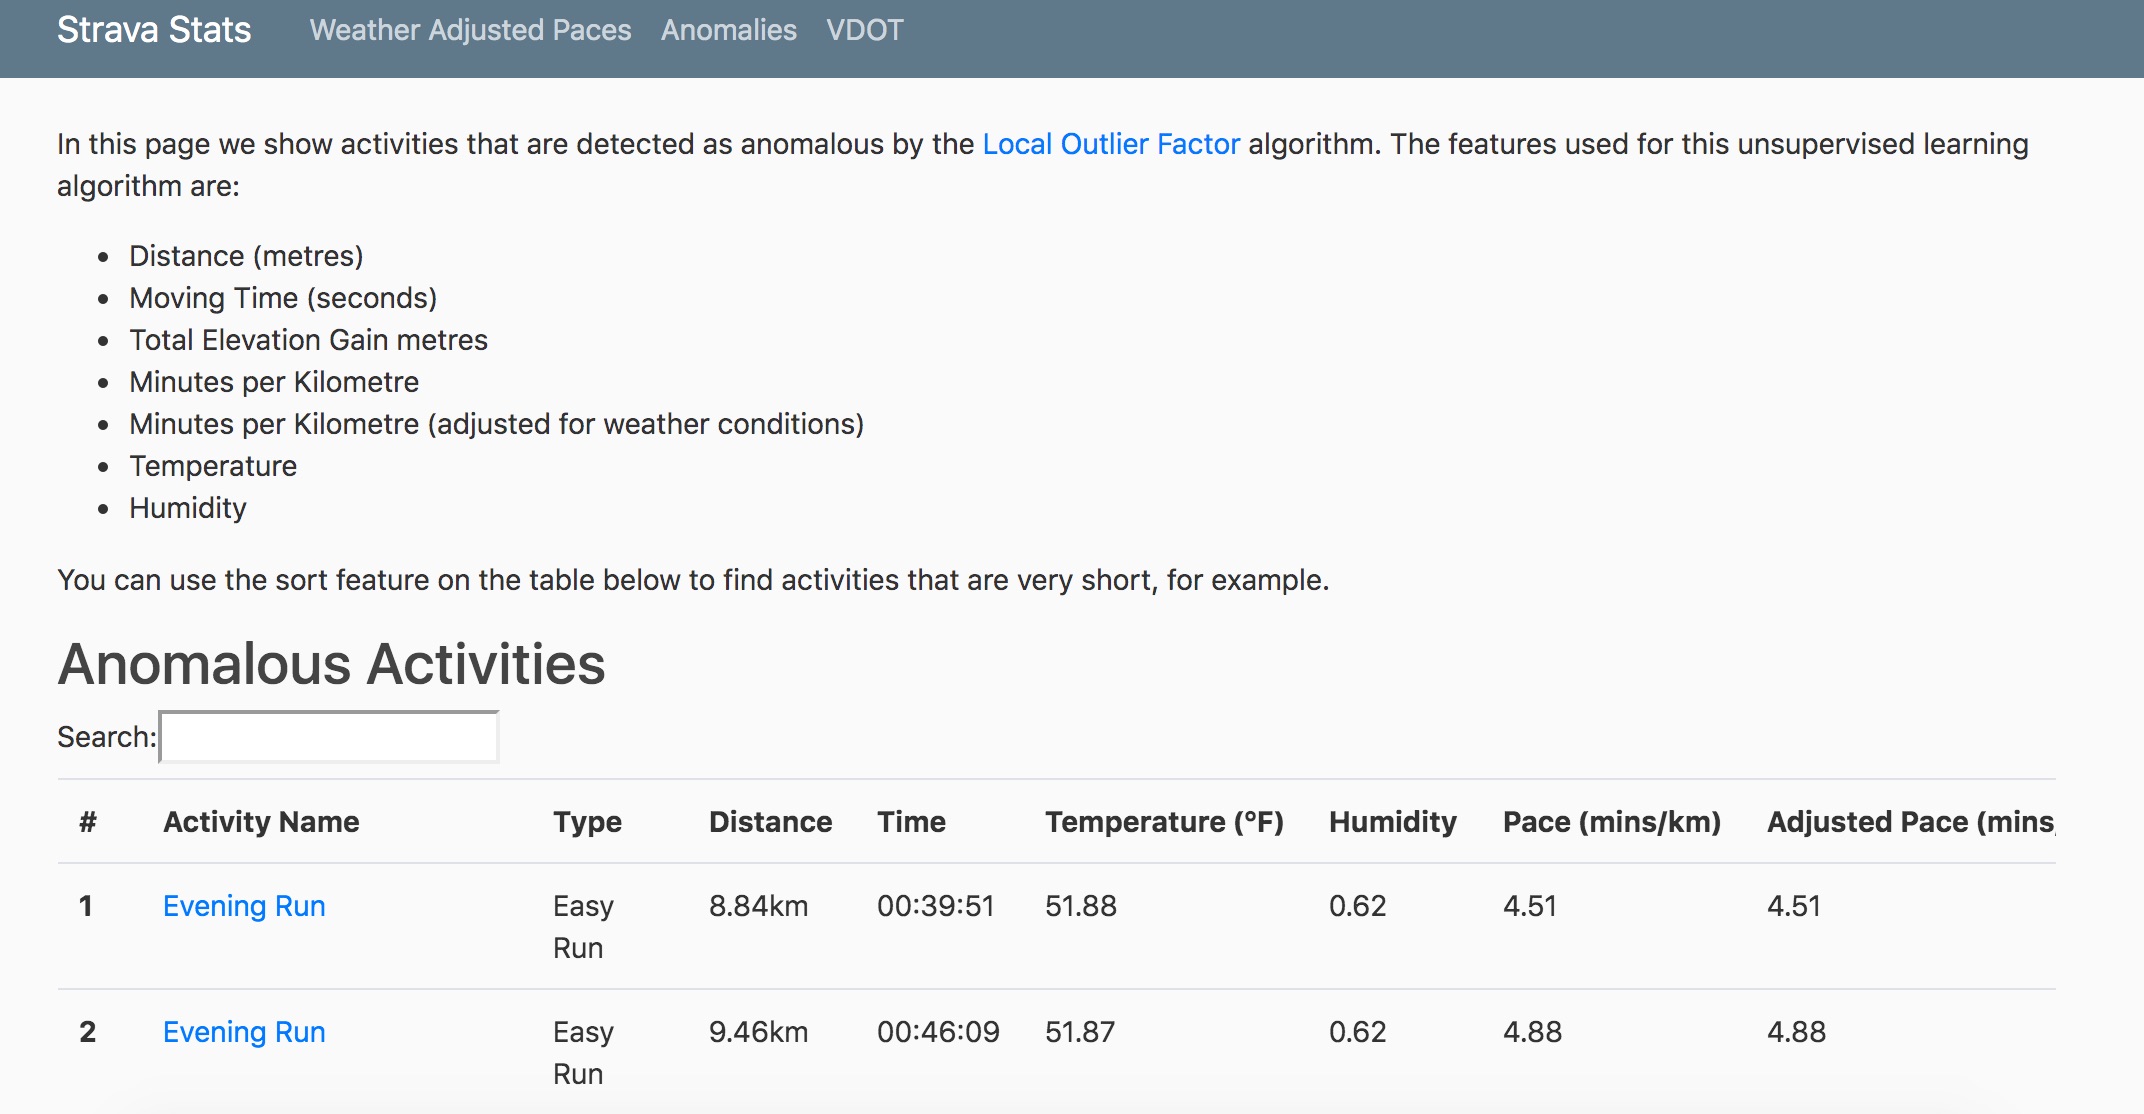 Strava Stats Weather Adjusted Paces Anomalies VDOT
In this page we show activities that are detected as anomalous by the Local Outlier Factor algorithm. The features used for this unsupervised learning
algorithm are:
• Distance (metres)
• Moving Time (seconds)
• Total Elevation Gain metres
• Minutes per Kilometre
• Minutes per Kilometre (adjusted for weather conditions)
• Temperature
• Humidity
You can use the sort feature on the table below to find activities that are very short, for example.
Anomalous Activities
Search:
# Activity Name Type Distance Time Temperature (°F) Humidity Pace (mins/km) Adjusted Pace (mins/
1 Evening Run Easy 8.84km 00:39:51 51.88 0.62 4.51 4.51
Run
2 Evening Run Easy 9.46km 00:46:09 51.87 0.62 4.88 4.88
Run